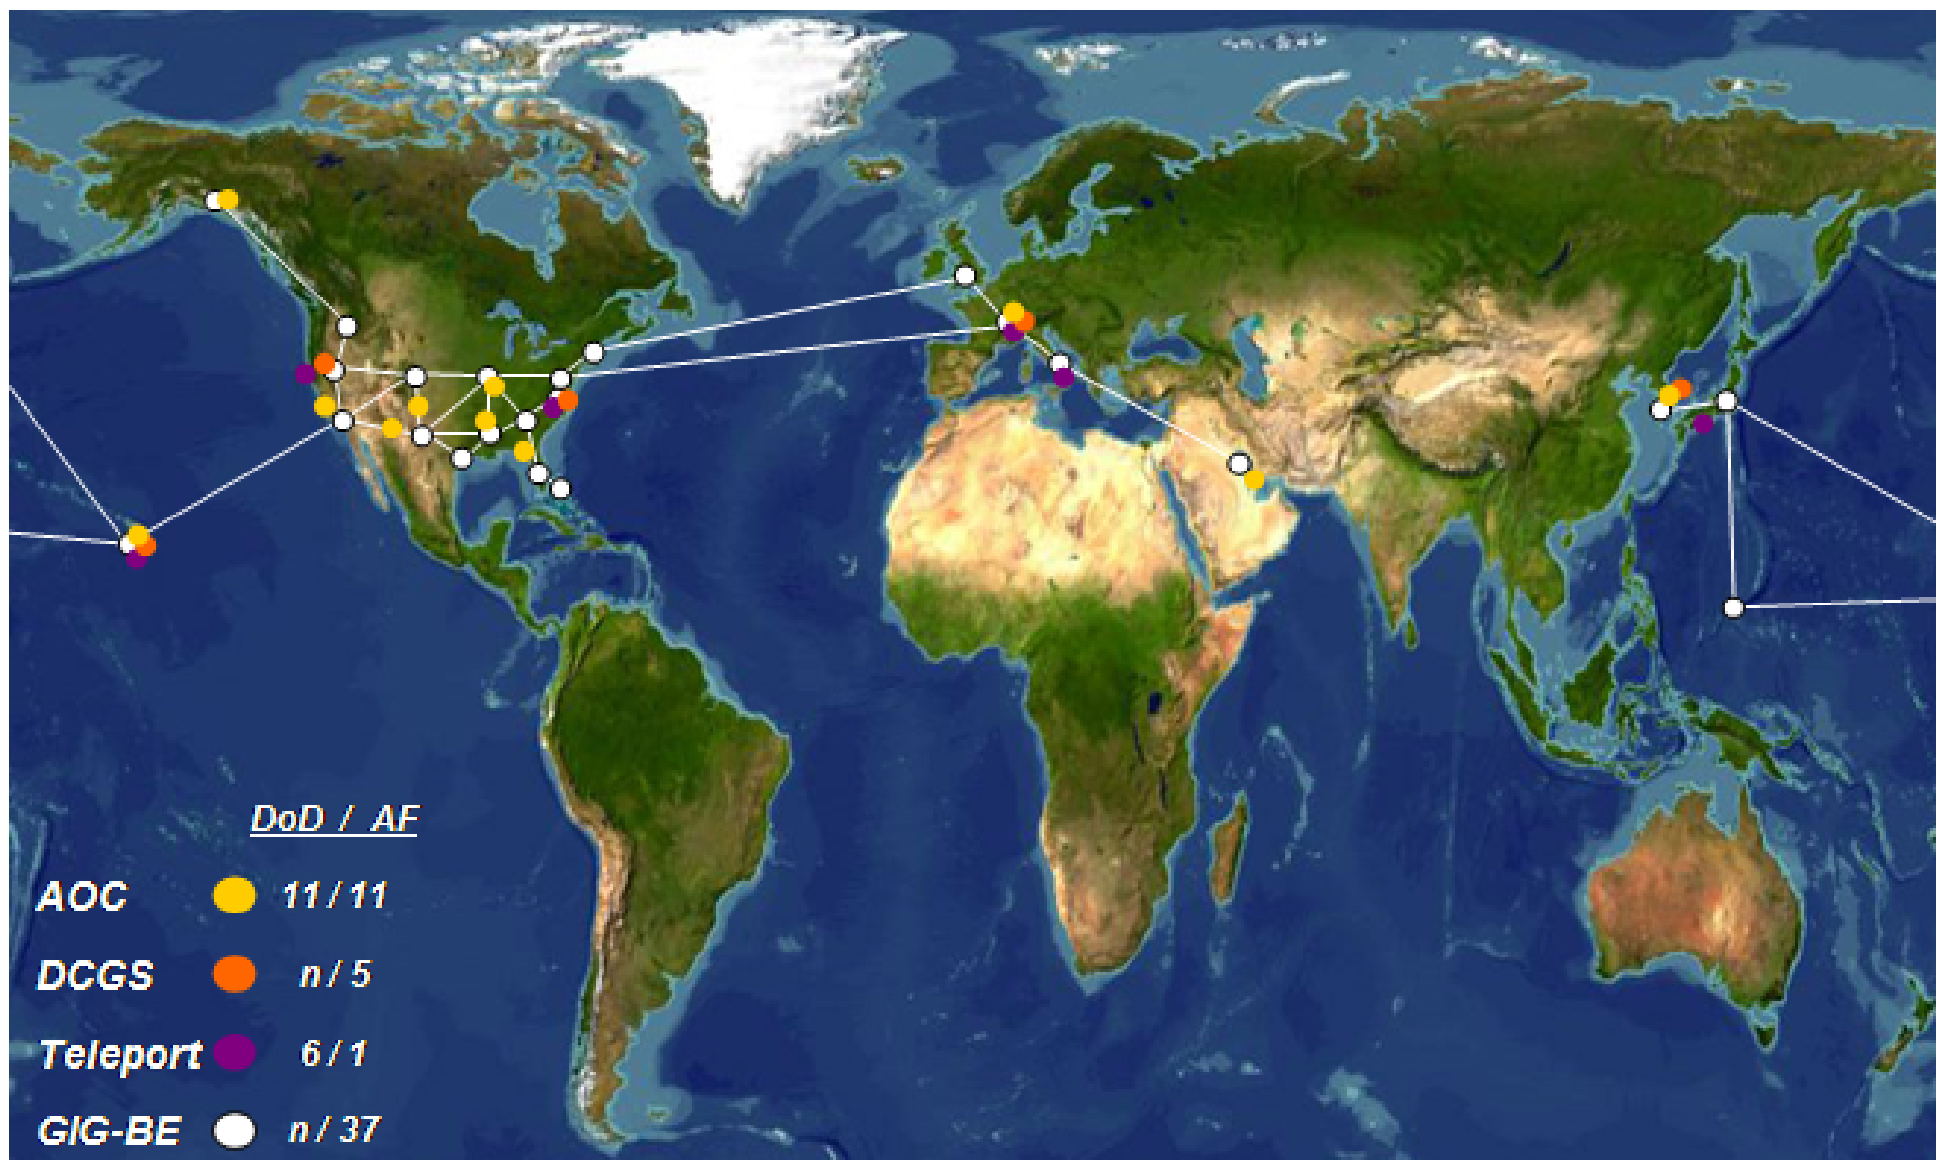 DoD / AF
AOC 11 / 11
DCGS n / 5
Teleport 6 / 1
GIG-BE n / 37